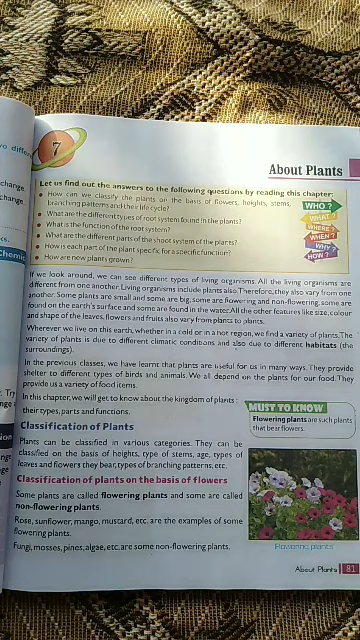 7
About Plants
Let us find out the answers to the following questions by reading this chapter:
• How can we classify the plants on the basis of flowers, heights, stems,
branching patterns and their life cycle?
• What are the different types of root system found in the plants?
• What is the function of the root system?
• What are the different parts of the shoot system of the plants?
• How is each part of the plant specific for a specific function?
• How are new plants grown?
WHO ?
WHAT ?
WHERE ?
WHEN ?
WHY ?
HOW ?
If we look around, we can see different types of living organisms. All the living organisms are
different from one another. Living organisms include plants also. Therefore, they also vary from one
another. Some plants are small and some are big, some are flowering and non-flowering, some are
found on the earth's surface and some are found in the water. All the other features like size, colour
and shape of the leaves, flowers and fruits also vary from plants to plants.
Wherever we live on this earth, whether in a cold or in a hot region, we find a variety of plants. The
variety of plants is due to different climatic conditions and also due to different habitats (the
surroundings).
In the previous classes, we have learnt that plants are useful for us in many ways. They provide
shelter to different types of birds and animals. We all depend on the plants for our food. They
provide us a variety of food items.
In this chapter, we will get to know about the kingdom of plants :
their types, parts and functions.
MUST TO KNOW
Flowering plants are such plants
that bear flowers.
Classification of Plants
Plants can be classified in various categories. They can be
classified on the basis of heights, type of stems, age, types of
leaves and flowers they bear, types of branching patterns, etc.
Classification of plants on the basis of flowers
Some plants are called flowering plants and some are called
non-flowering plants.
Rose, sunflower, mango, mustard, etc. are the examples of some
flowering plants.
Fungi, mosses, pines, algae, etc. are some non-flowering plants.
Flowering plants
About Plants 81
change.
change.